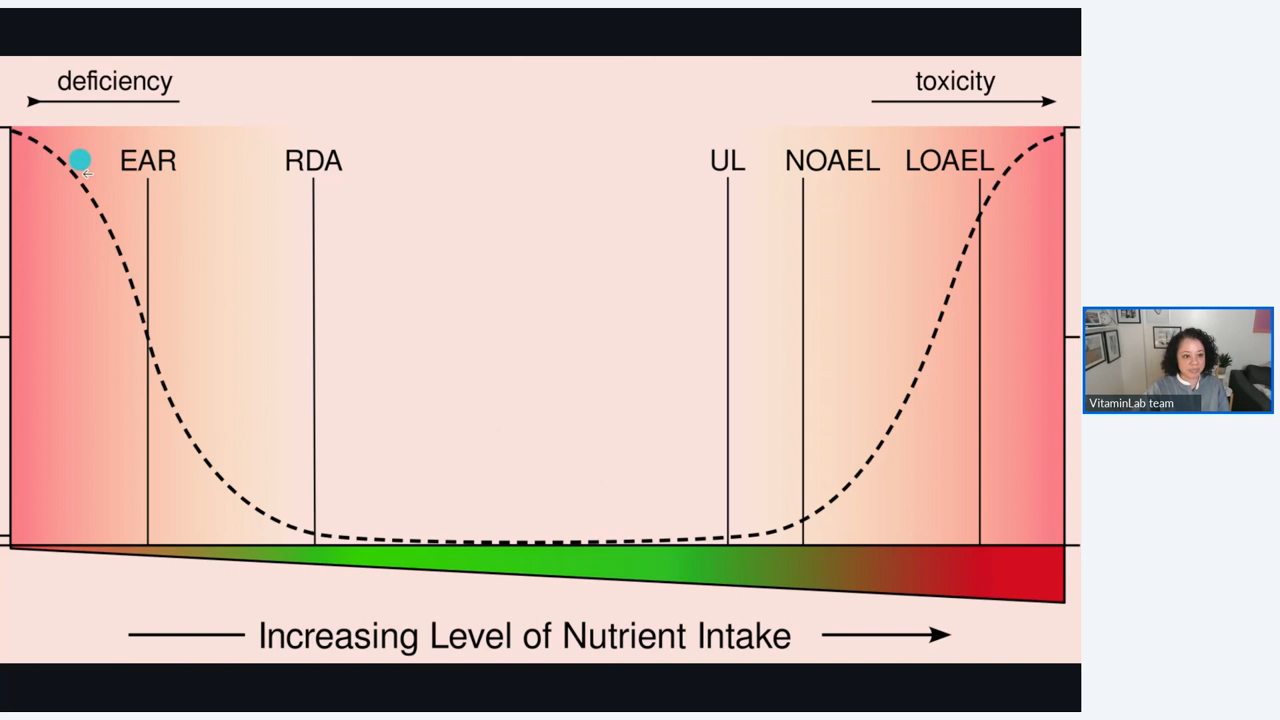 deficiency
toxicity
EAR
RDA
UL
NOAEL
LOAEL
VitaminLab team
Increasing Level of Nutrient Intake